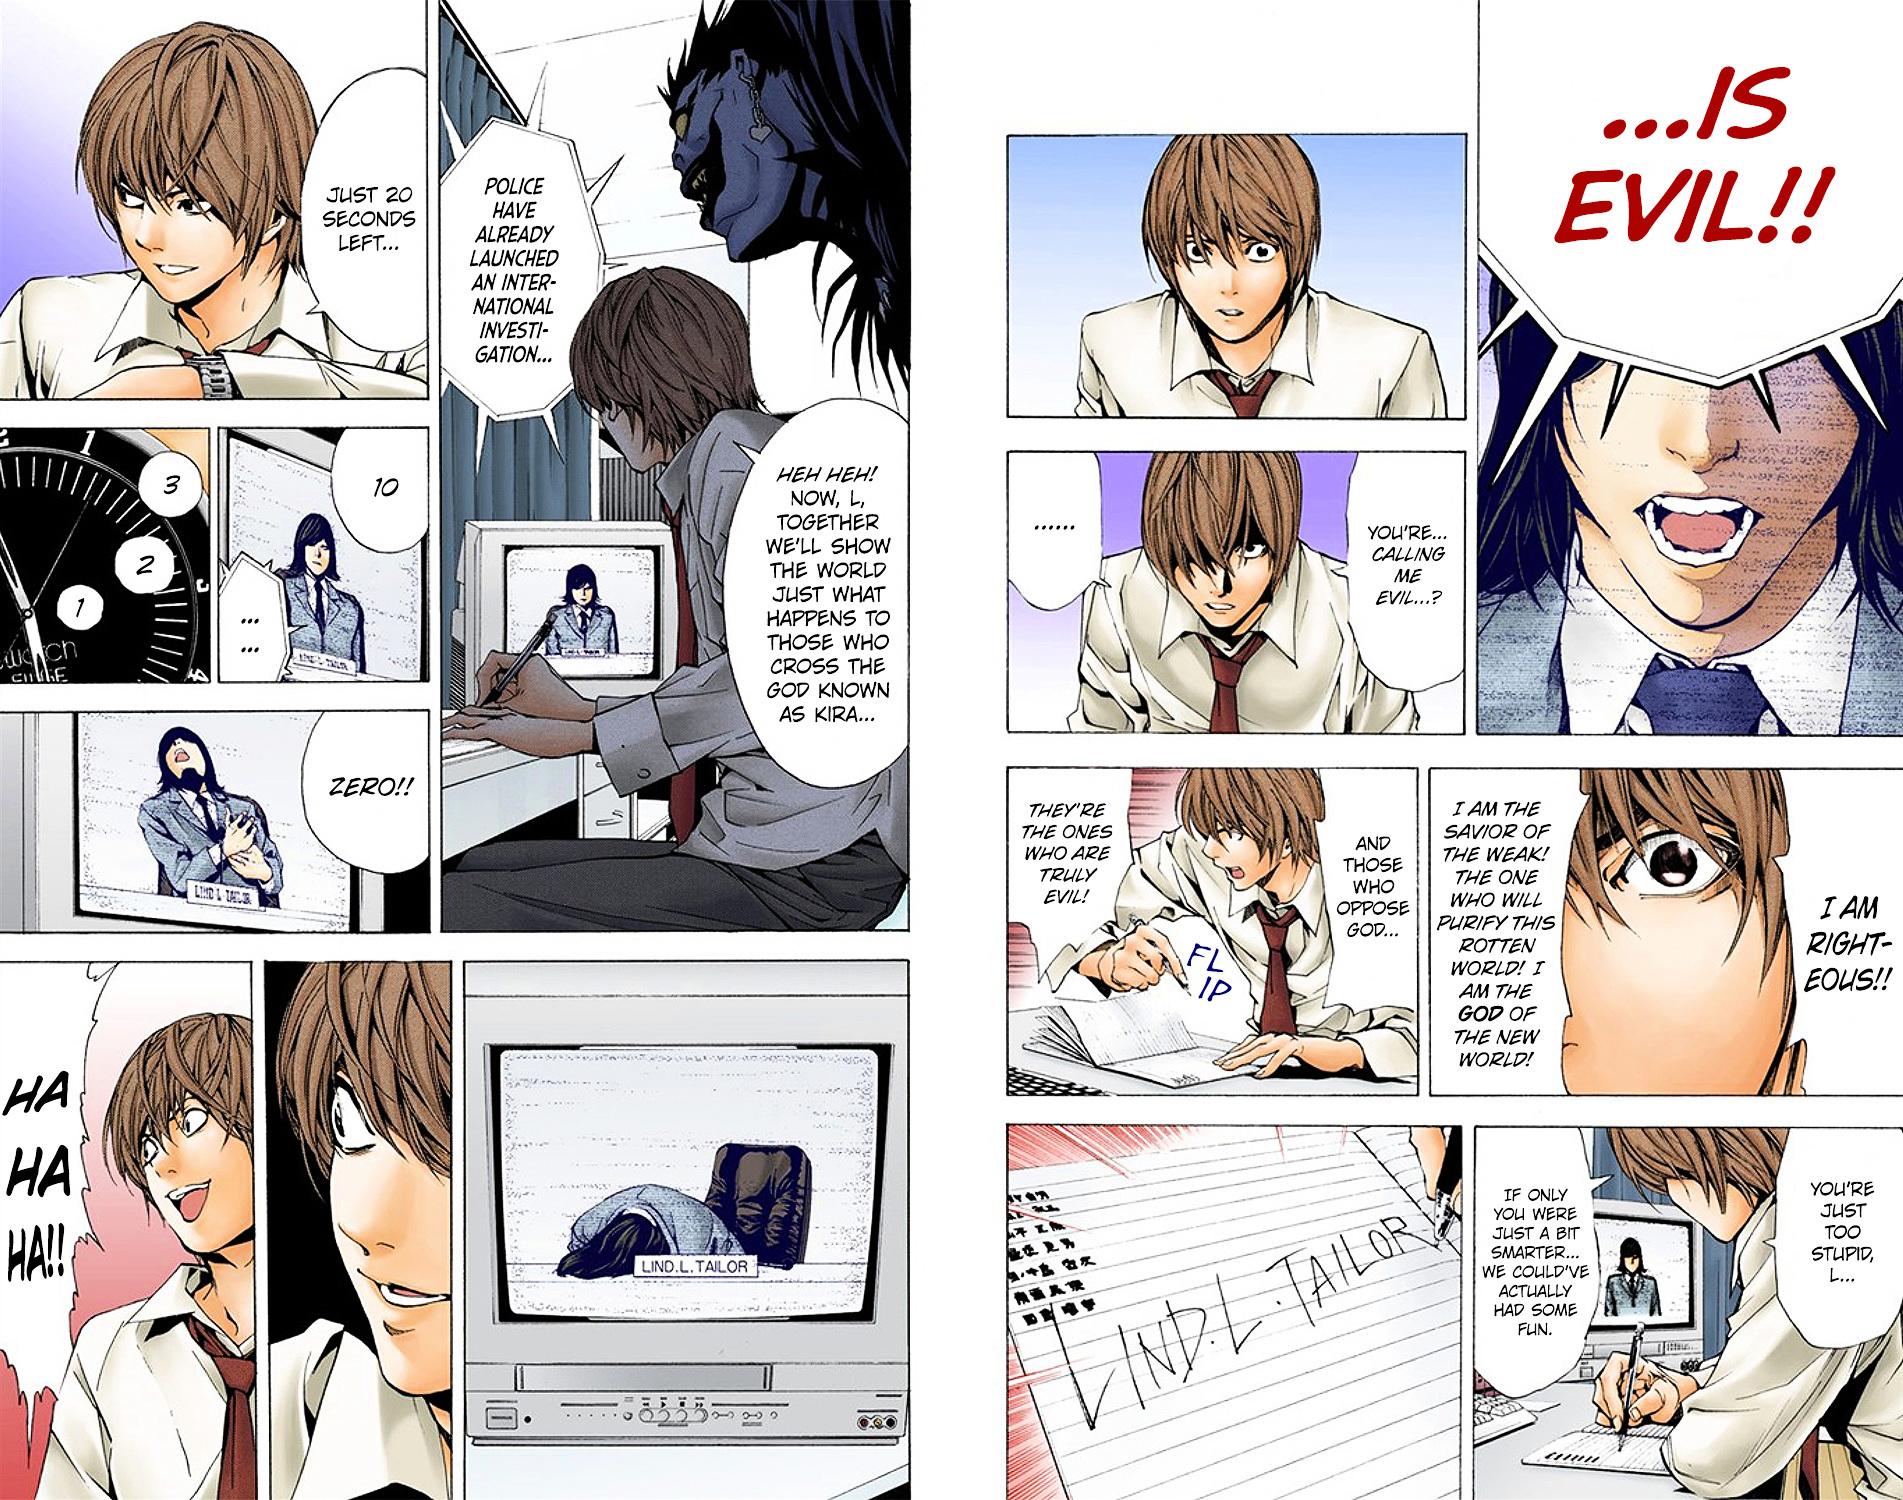 ...IS
EVIL!!
YOU'RE...
CALLING
ME
EVIL...?
......
I AM
RIGHT-
EOUS!!
I AM THE
SAVIOR OF
THE WEAK!
THE ONE
WHO WILL
PURIFY THIS
ROTTEN
WORLD! I
AM THE
GOD OF
THE NEW
WORLD!
AND
THOSE
WHO
OPPOSE
GOD...
THEY'RE
THE ONES
WHO ARE
TRULY
EVIL!
FL
IP
YOU'RE
JUST
TOO
STUPID,
L...
IF ONLY
YOU WERE
JUST A BIT
SMARTER...
WE COULD'VE
ACTUALLY
HAD SOME
FUN.
LIND.L.TAILOR
POLICE
HAVE
ALREADY
LAUNCHED
AN INTER-
NATIONAL
INVESTI-
GATION...
HEH HEH!
NOW, L,
TOGETHER
WE'LL SHOW
THE WORLD
JUST WHAT
HAPPENS TO
THOSE WHO
CROSS THE
GOD KNOWN
AS KIRA...
JUST 20
SECONDS
LEFT...
10
...
...
LIND.L.TAILOR
3
2
1
1
ZERO!!
LIND L TAILOR
LIND.L.TAILOR
HA
HA
HA!!